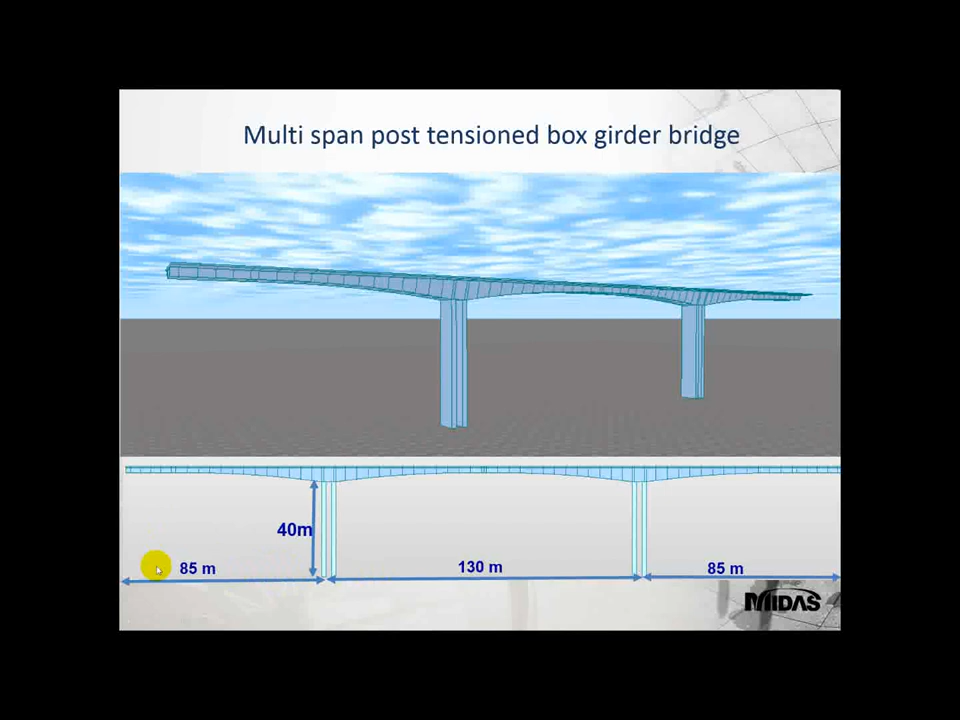 Multi span post tensioned box girder bridge
40m
85 m
130 m
85 m
MIDAS